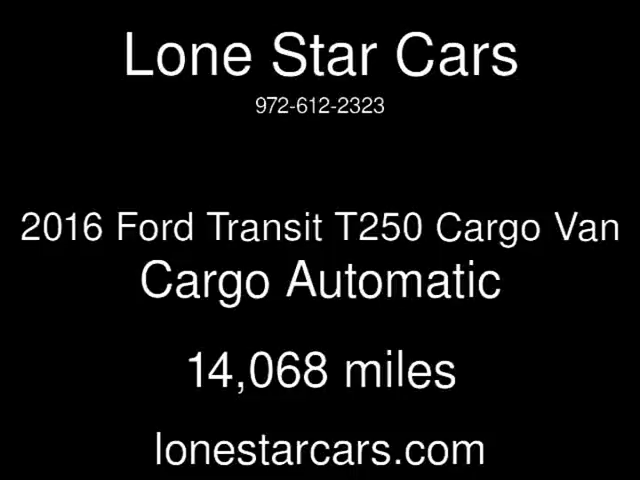 Lone Star Cars
972-612-2323
2016 Ford Transit T250 Cargo Van
Cargo Automatic
14,068 miles
lonestarcars.com